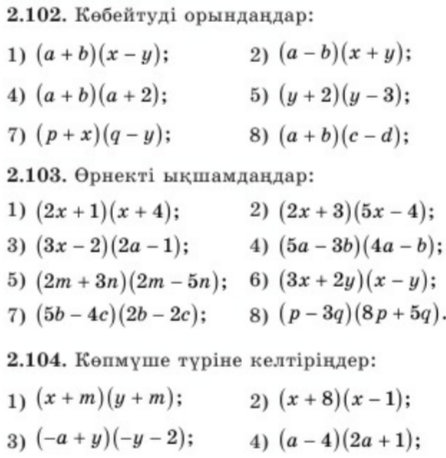 2.102. Көбейтуді орындаңдар:
1) (a + b)(x − y); 2) (a − b)(x + y);
4) (a + b)(a + 2); 5) (y + 2)(y − 3);
7) (p + x)(q − y); 8) (a + b)(c − d);
2.103. Өрнекті ықшамдаңдар:
1) (2x + 1)(x + 4); 2) (2x + 3)(5x − 4);
3) (3x − 2)(2a − 1); 4) (5a − 3b)(4a − b);
5) (2m + 3n)(2m − 5n); 6) (3x + 2y)(x − y);
7) (5b − 4c)(2b − 2c); 8) (p − 3q)(8p + 5q).
2.104. Көпмүше түріне келтіріңдер:
1) (x + m)(y + m); 2) (x + 8)(x − 1);
3) (−a + y)(−y − 2); 4) (a − 4)(2a + 1);